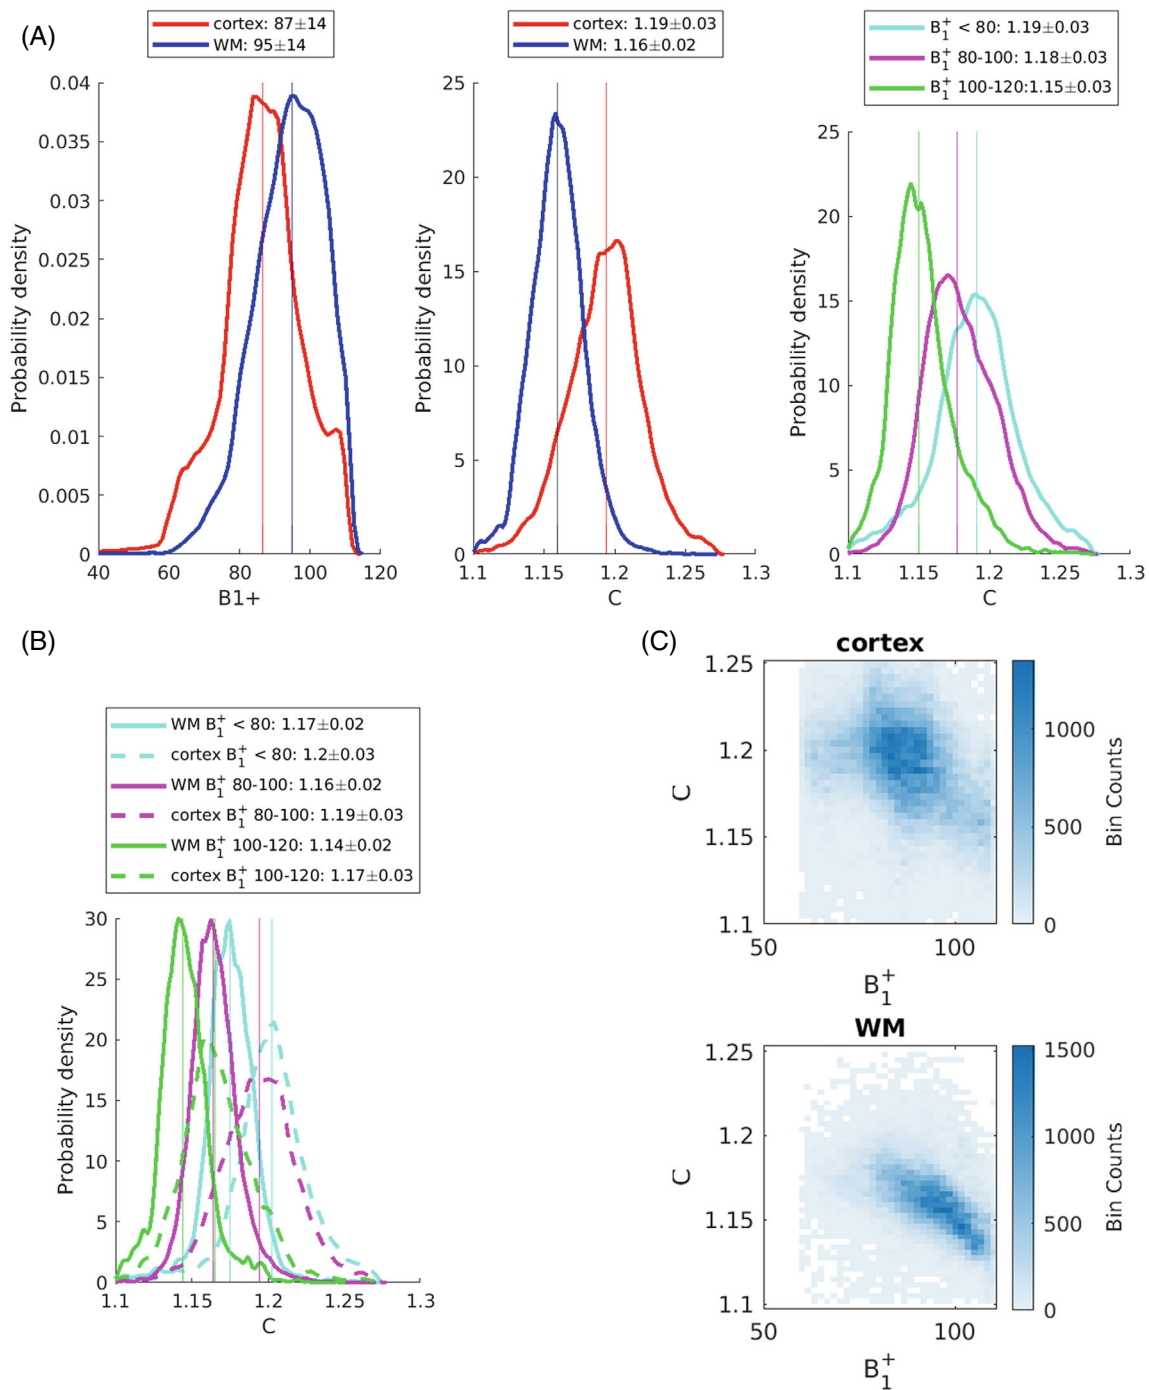 (A)
cortex: 87±14
WM: 95±14
0.04
0.035
0.03
0.025
0.02
0.015
0.01
0.005
0
Probability density
40 60 80 100 120
B1+
cortex: 1.19±0.03
WM: 1.16±0.02
25
20
15
10
5
0
Probability density
1.1 1.15 1.2 1.25 1.3
C
B₁⁺ < 80: 1.19±0.03
B₁⁺ 80-100: 1.18±0.03
B₁⁺ 100-120:1.15±0.03
25
20
15
10
5
0
Probability density
1.1 1.15 1.2 1.25 1.3
C
(B)
WM B₁⁺ < 80: 1.17±0.02
cortex B₁⁺ < 80: 1.2±0.03
WM B₁⁺ 80-100: 1.16±0.02
cortex B₁⁺ 80-100: 1.19±0.03
WM B₁⁺ 100-120: 1.14±0.02
cortex B₁⁺ 100-120: 1.17±0.03
30
25
20
15
10
5
0
Probability density
1.1 1.15 1.2 1.25 1.3
C
(C)
cortex
1.25
1.2
1.15
1.1
C
50 100
B₁⁺
1000
500
0
Bin Counts
WM
1.25
1.2
1.15
1.1
C
50 100
B₁⁺
1500
1000
500
0
Bin Counts